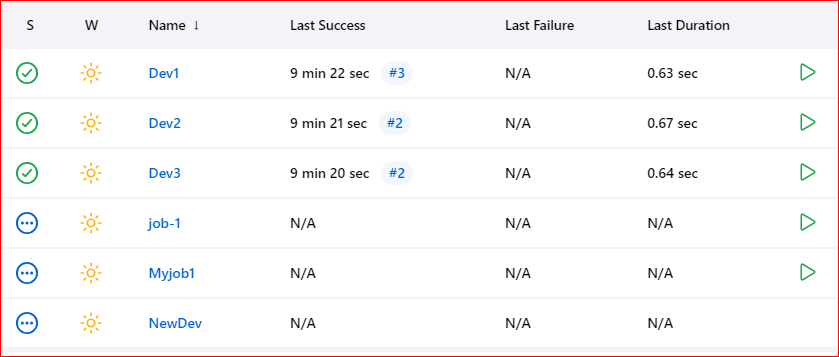 S W Name ↓ Last Success Last Failure Last Duration
Dev1 9 min 22 sec #3 N/A 0.63 sec
Dev2 9 min 21 sec #2 N/A 0.67 sec
Dev3 9 min 20 sec #2 N/A 0.64 sec
job-1 N/A N/A N/A
Myjob1 N/A N/A N/A
NewDev N/A N/A N/A